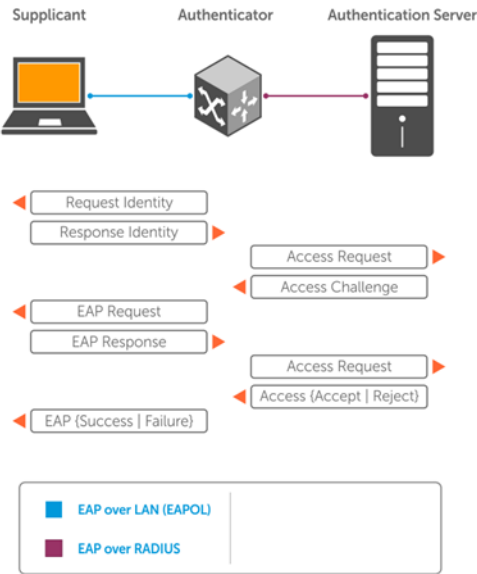 Supplicant
Authenticator
Authentication Server
Request Identity
Response Identity
Access Request
Access Challenge
EAP Request
EAP Response
Access Request
Access {Accept | Reject}
EAP {Success | Failure}
EAP over LAN (EAPOL)
EAP over RADIUS